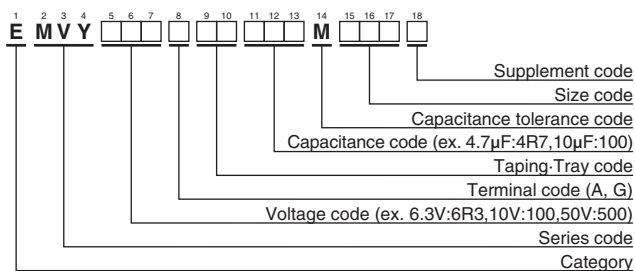 1 2 3 4 5 6 7 8 9 10 11 12 13 14 15 16 17 18
E M V Y M
Supplement code
Size code
Capacitance tolerance code
Capacitance code (ex. 4.7µF:4R7,10µF:100)
Taping·Tray code
Terminal code (A, G)
Voltage code (ex. 6.3V:6R3,10V:100,50V:500)
Series code
Category